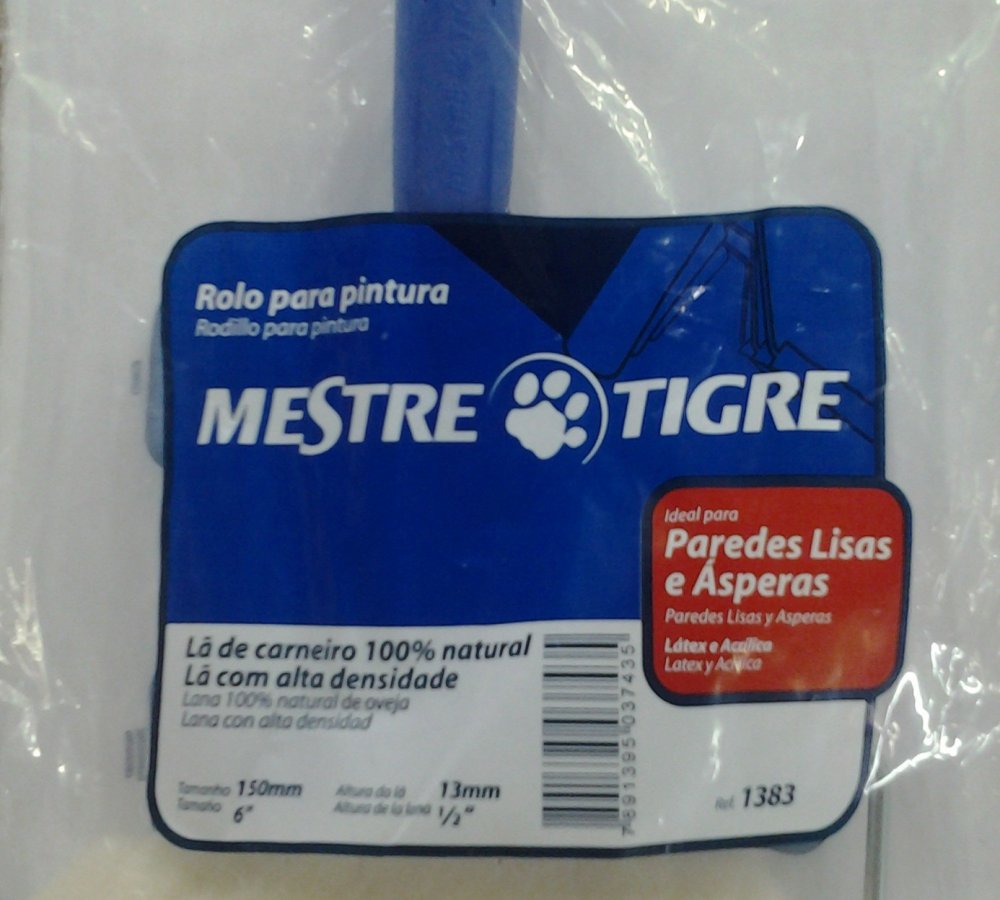 Rolo para pintura
Rodillo para pintura
MESTRE TIGRE
Ideal para
Paredes Lisas
e Ásperas
Paredes Lisas y Asperas
Látex e Acrílica
Latex y Acrílica
Lã de carneiro 100% natural
Lã com alta densidade
Lana 100% natural de oveja
Lana con alta densidad
Tamanho 150mm
Tamaño 6"
Altura da lã 13mm
Altura de la lana 1/2"
7891395037435
Ref. 1383